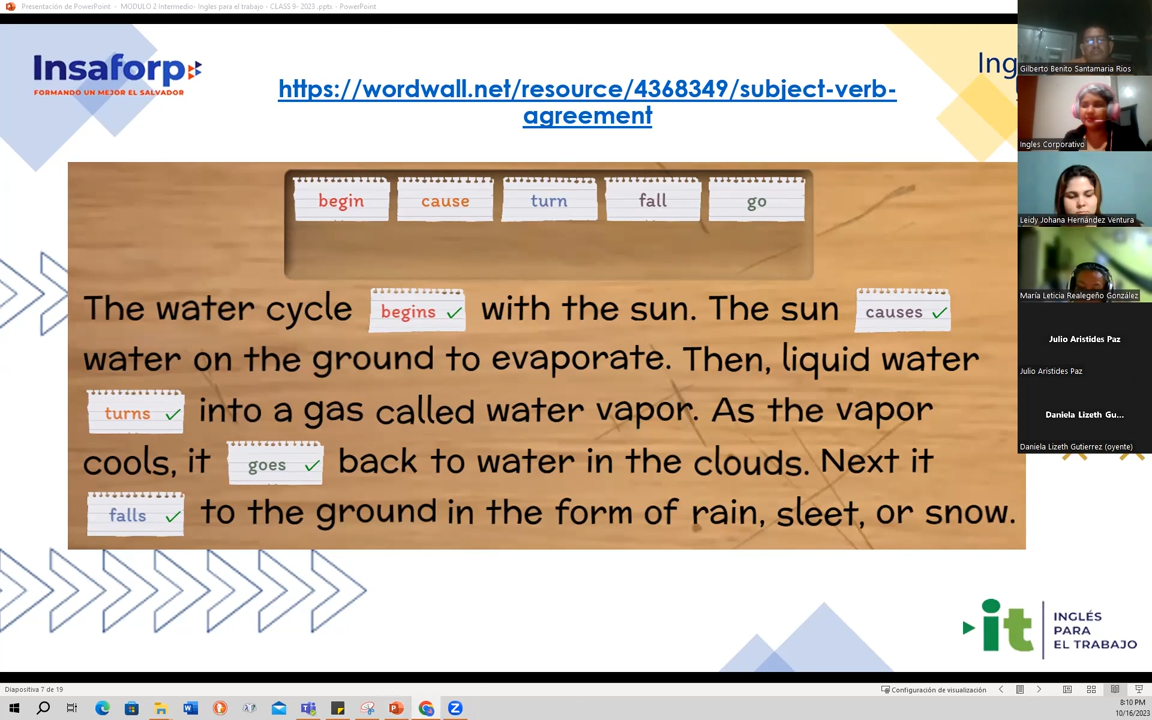 Presentación de PowerPoint - MODULO 2 Intermedio- Ingles para el trabajo - CLASS 9- 2023 .pptx - PowerPoint
Insaforp
FORMANDO UN MEJOR EL SALVADOR
https://wordwall.net/resource/4368349/subject-verb-
agreement
Ing
begin cause turn fall go
The water cycle begins ✓ with the sun. The sun causes ✓
water on the ground to evaporate. Then, liquid water
turns ✓ into a gas called water vapor. As the vapor
cools, it goes ✓ back to water in the clouds. Next it
falls ✓ to the ground in the form of rain, sleet, or snow.
Gilberto Benito Santamaria Rios
Ingles Corporativo
Leidy Johana Hernández Ventura
María Leticia Realegeño González
Julio Aristides Paz
Julio Aristides Paz
Daniela Lizeth Gu...
Daniela Lizeth Gutierrez (oyente)
it
INGLÉS
PARA
EL TRABAJO
Diapositiva 7 de 19
Configuración de visualización
8:10 PM
10/16/2023